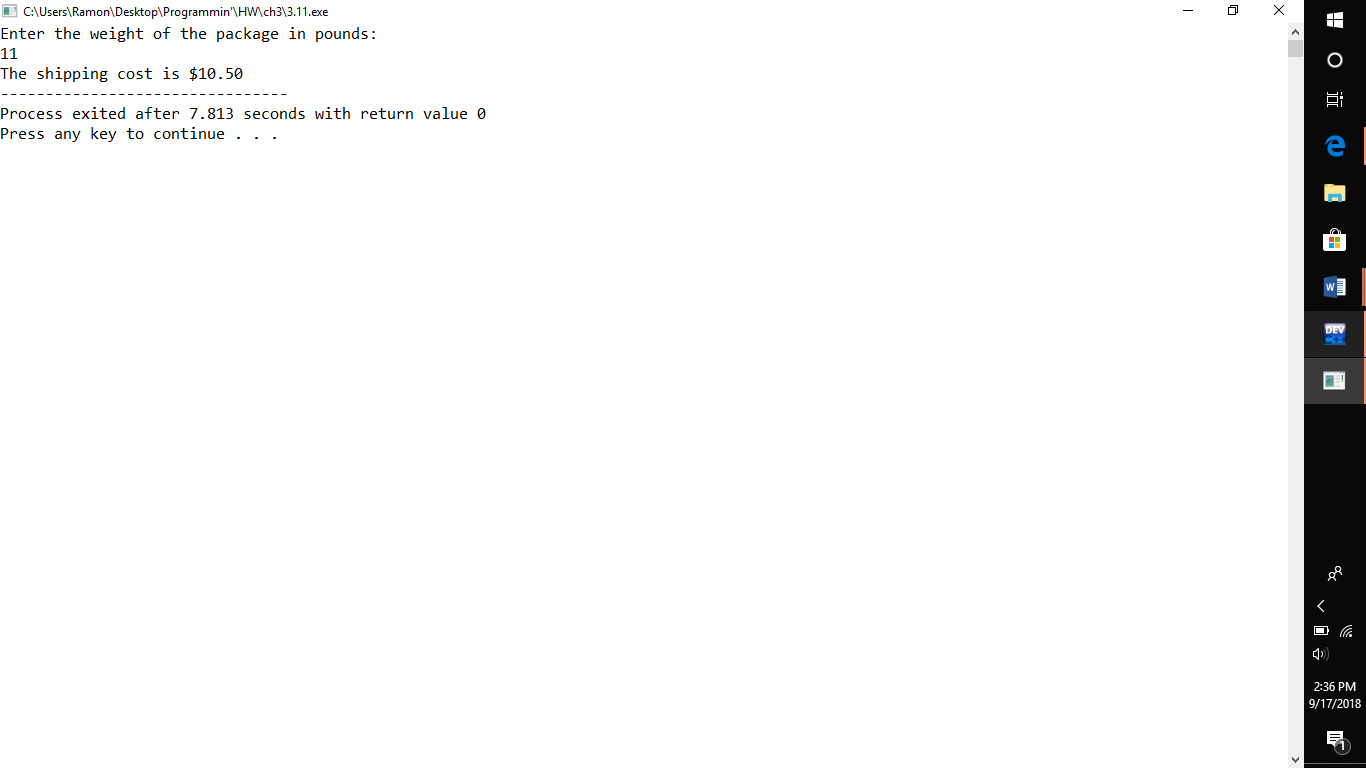 C:\Users\Ramon\Desktop\Programmin'\HW\ch3\3.11.exe
Enter the weight of the package in pounds:
11
The shipping cost is $10.50
--------------------------------
Process exited after 7.813 seconds with return value 0
Press any key to continue . . .
W
DEV
2:36 PM
9/17/2018
1